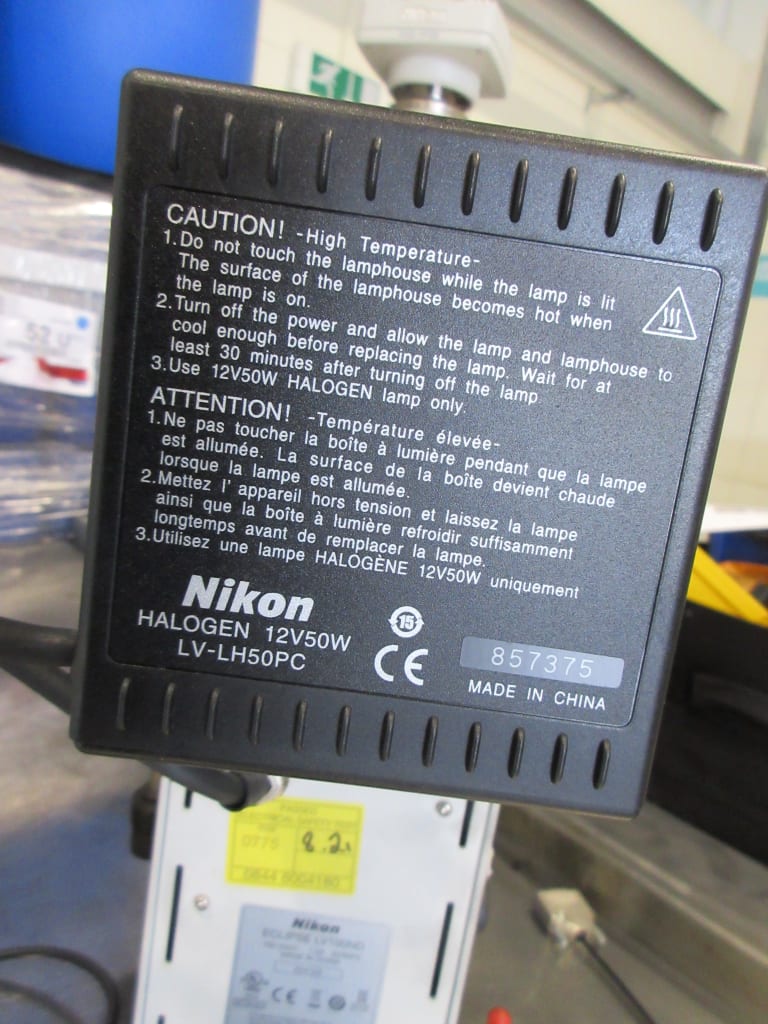 CAUTION! -High Temperature-
1.Do not touch the lamphouse while the lamp is lit
The surface of the lamphouse becomes hot when
the lamp is on.
2.Turn off the power and allow the lamp and lamphouse to
cool enough before replacing the lamp. Wait for at
least 30 minutes after turning off the lamp
3.Use 12V50W HALOGEN lamp only.
ATTENTION! -Température élevée-
1.Ne pas toucher la boîte à lumière pendant que la lampe
est allumée. La surface de la boîte devient chaude
lorsque la lampe est allumée.
2.Mettez l' appareil hors tension et laissez la lampe
ainsi que la boîte à lumière refroidir suffisamment
longtemps avant de remplacer la lampe.
3.Utilisez une lampe HALOGÈNE 12V50W uniquement
Nikon
HALOGEN 12V50W
LV-LH50PC
15
CE
857375
MADE IN CHINA
0775
Nikon
ECLIPSE
CE